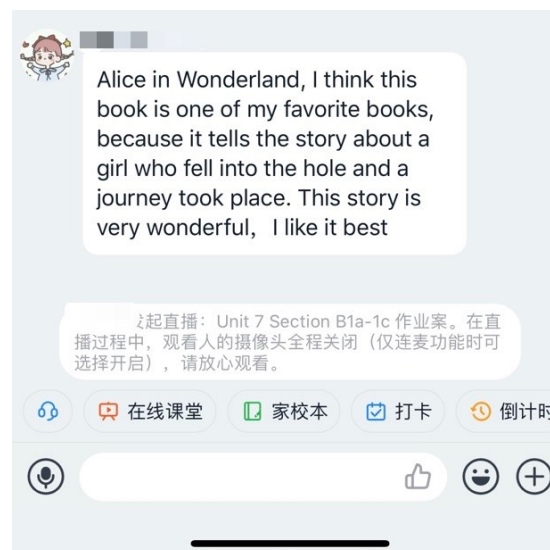 Alice in Wonderland, I think this
book is one of my favorite books,
because it tells the story about a
girl who fell into the hole and a
journey took place. This story is
very wonderful，I like it best
发起直播：Unit 7 Section B1a-1c 作业案。在直
播过程中，观看人的摄像头全程关闭（仅连麦功能时可
选择开启），请放心观看。
在线课堂 家校本 打卡 倒计时